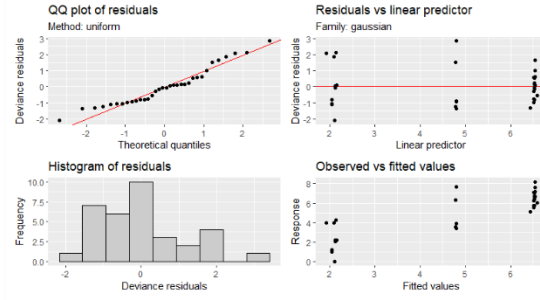 QQ plot of residuals
Method: uniform
Deviance residuals
3
2
1
0
-1
-2
-2
-1
0
1
2
Theoretical quantiles
Residuals vs linear predictor
Family: gaussian
Deviance residuals
3
2
1
0
-1
-2
2
3
4
5
6
Linear predictor
Histogram of residuals
Frequency
10.0
7.5
5.0
2.5
0.0
-2
0
2
Deviance residuals
Observed vs fitted values
Response
8
6
4
2
0
2
3
4
5
6
Fitted values